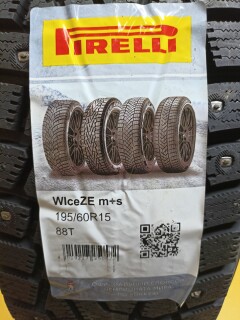 PIRELLI
WIceZE m+s
195/60R15
88T